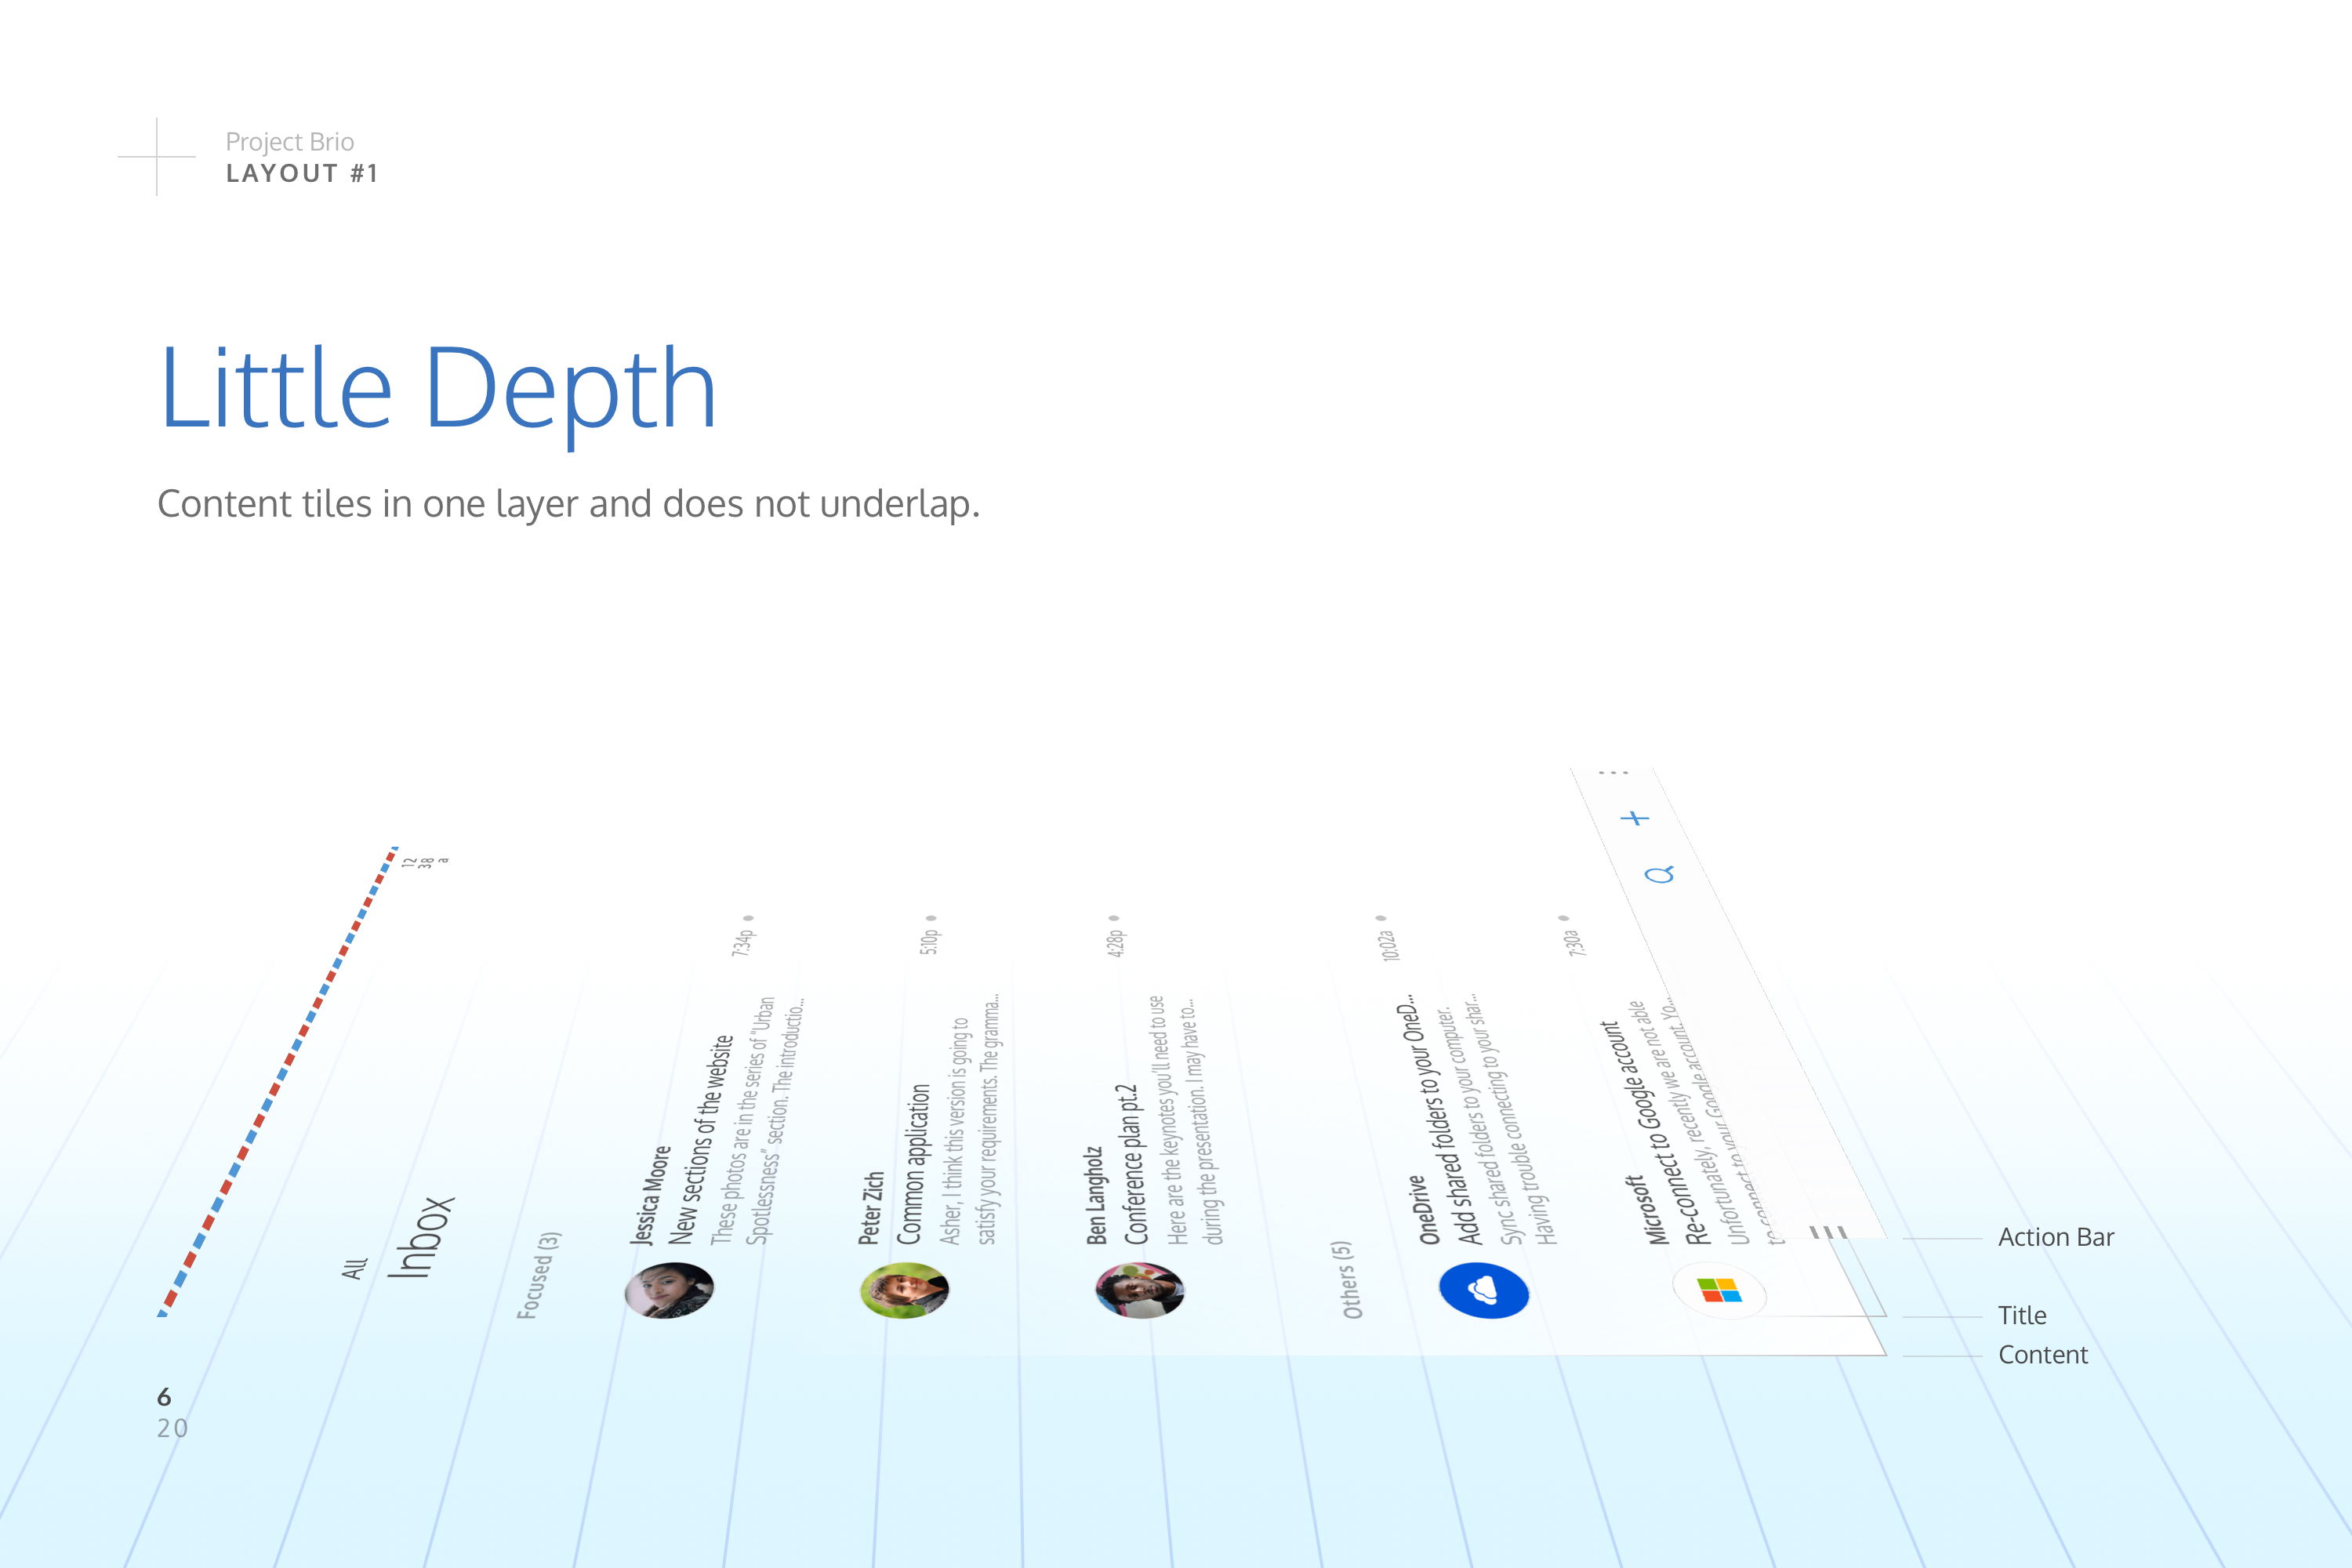 Project Brio
LAYOUT #1
Little Depth
Content tiles in one layer and does not underlap.
12
38
a
All
Inbox
Focused (3)
Jessica Moore
7:34p
New sections of the website
These photos are in the series of "Urban
Spotlessness" section. The introductio...
Peter Zich
5:10p
Common application
Asher, I think this version is going to
satisfy your requirements. The gramma...
Ben Langholz
4:28p
Conference plan pt.2
Here are the keynotes you'll need to use
during the presentation. I may have to...
Others (5)
OneDrive
10:02a
Add shared folders to your OneD...
Sync shared folders to your computer.
Having trouble connecting to your shar...
Microsoft
7:30a
Re-connect to Google account
Unfortunately, recently we are not able
to connect to your Google account. Yo...
Action Bar
Title
Content
6
20